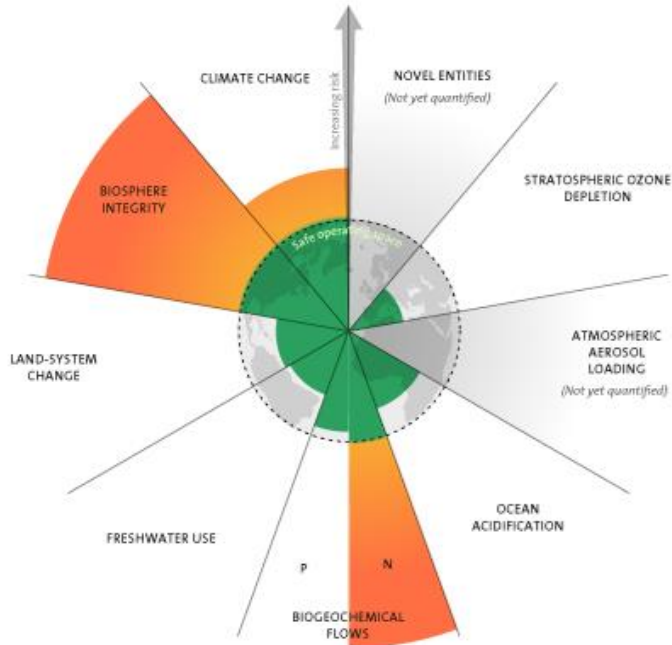 CLIMATE CHANGE
Increasing risk
NOVEL ENTITIES
(Not yet quantified)
STRATOSPHERIC OZONE
DEPLETION
BIOSPHERE
INTEGRITY
Safe operating space
ATMOSPHERIC
AEROSOL
LOADING
(Not yet quantified)
LAND-SYSTEM
CHANGE
OCEAN
ACIDIFICATION
FRESHWATER USE
P
N
BIOGEOCHEMICAL
FLOWS